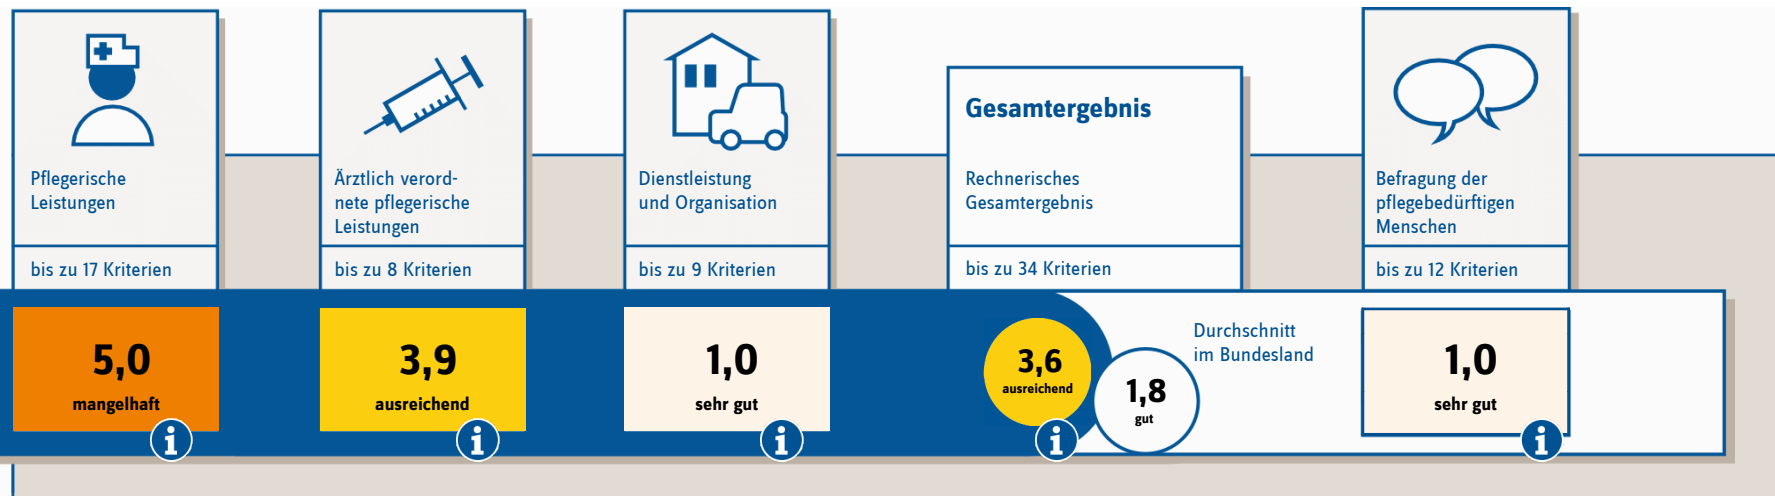 Pflegerische
Leistungen
bis zu 17 Kriterien
5,0
mangelhaft
i
Ärztlich verord-
nete pflegerische
Leistungen
bis zu 8 Kriterien
3,9
ausreichend
i
Dienstleistung
und Organisation
bis zu 9 Kriterien
1,0
sehr gut
i
Gesamtergebnis
Rechnerisches
Gesamtergebnis
bis zu 34 Kriterien
3,6
ausreichend
i
1,8
gut
Durchschnitt
im Bundesland
Befragung der
pflegebedürftigen
Menschen
bis zu 12 Kriterien
1,0
sehr gut
i